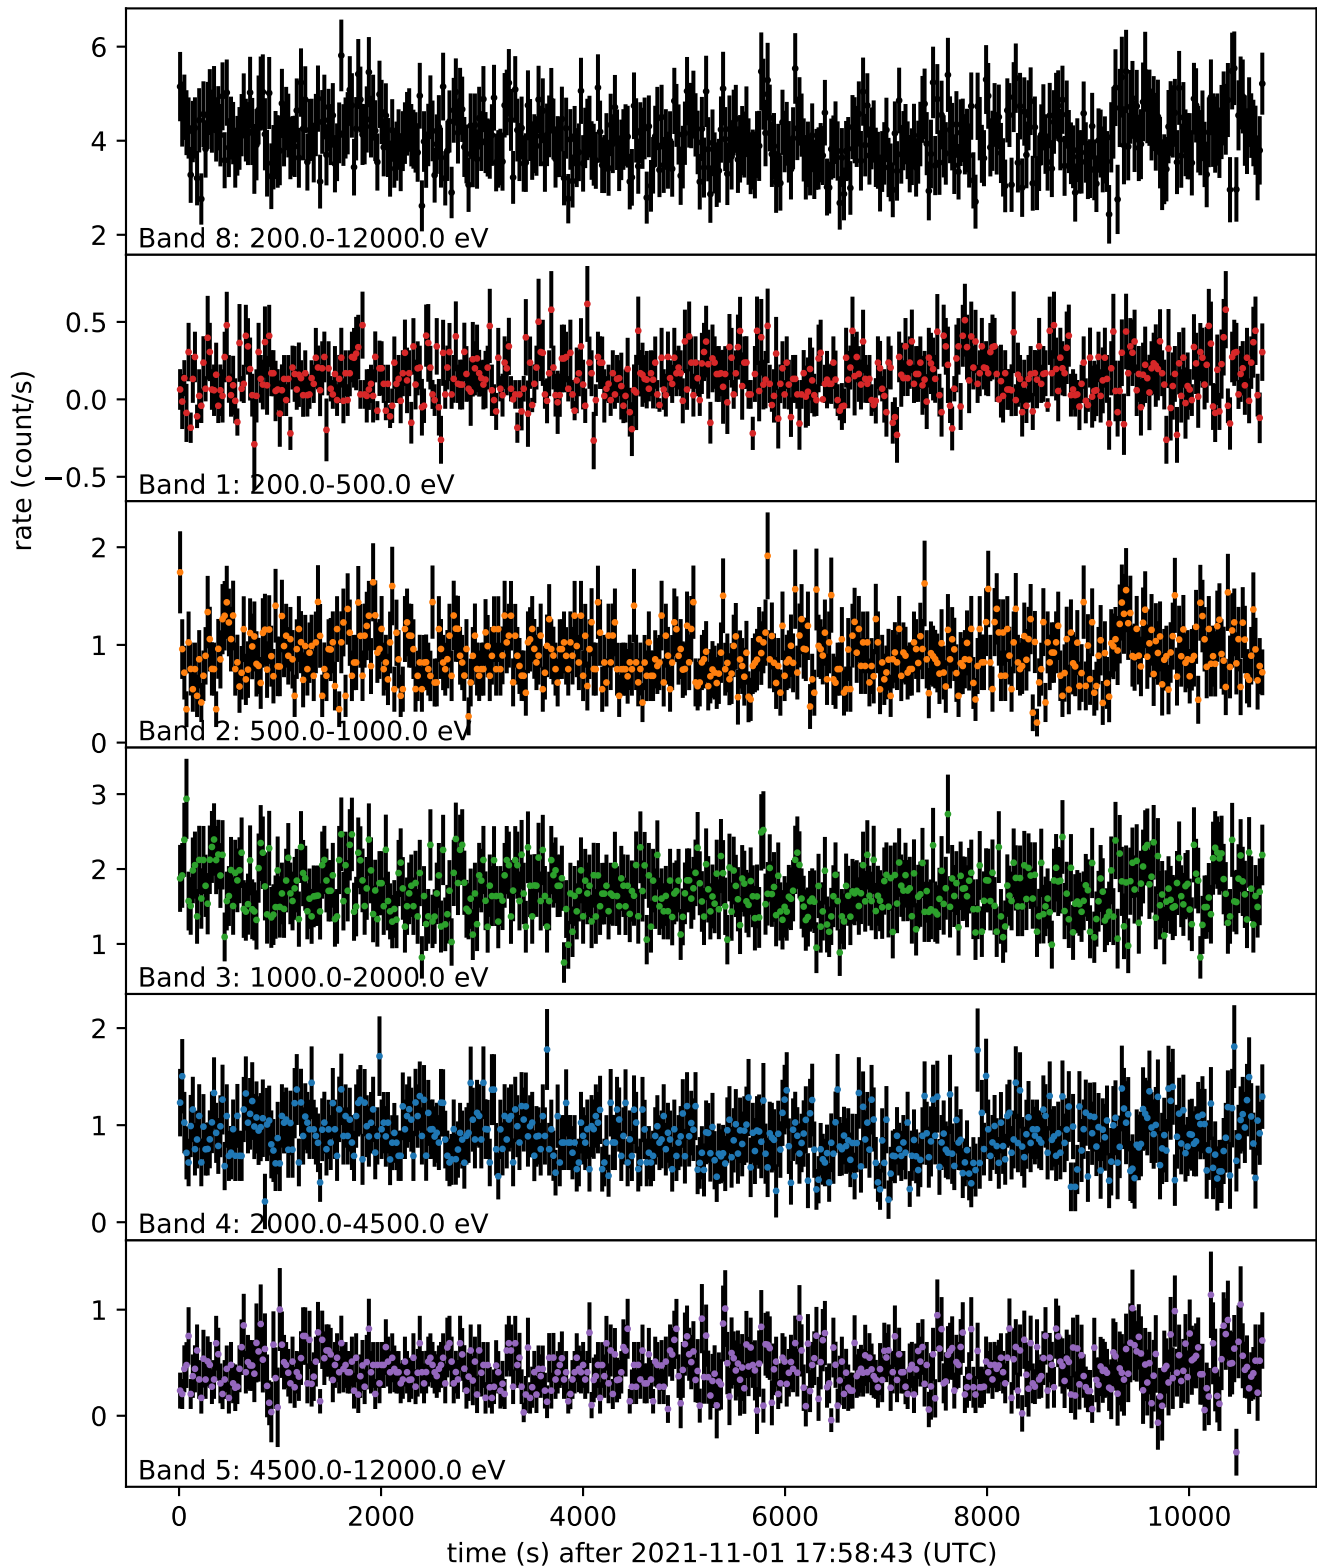 6
4
2
Band 8: 200.0-12000.0 eV
0.5
0.0
−0.5
Band 1: 200.0-500.0 eV
rate (count/s)
2
1
0
Band 2: 500.0-1000.0 eV
3
2
1
Band 3: 1000.0-2000.0 eV
2
1
0
Band 4: 2000.0-4500.0 eV
1
0
Band 5: 4500.0-12000.0 eV
0 2000 4000 6000 8000 10000
time (s) after 2021-11-01 17:58:43 (UTC)